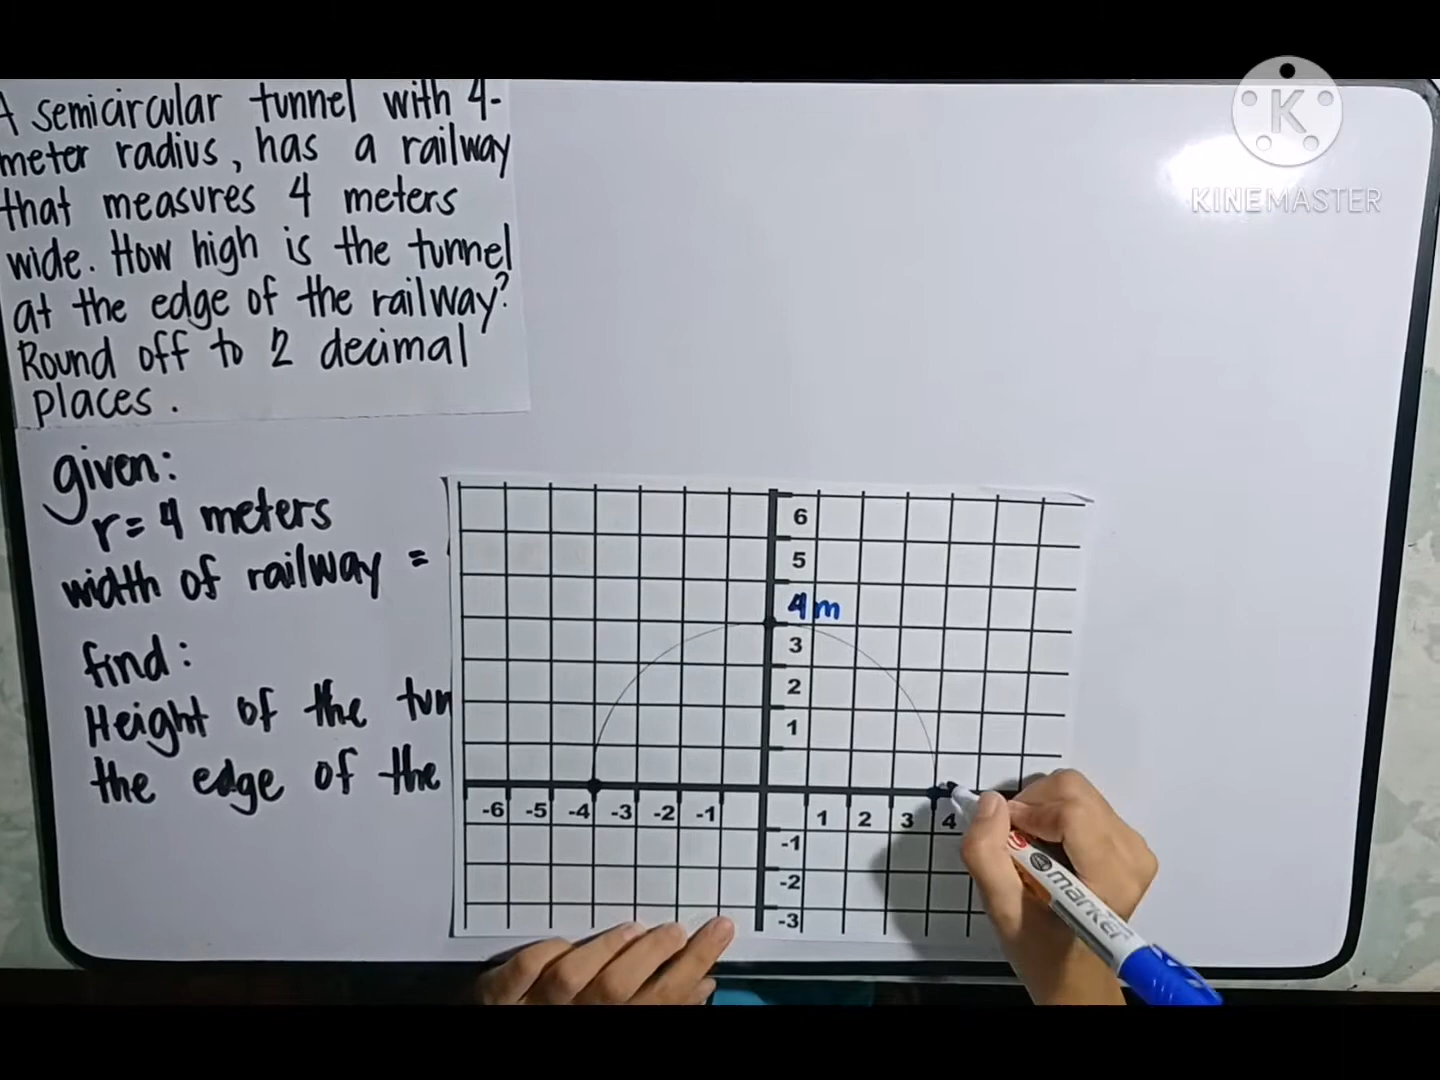 A semicircular tunnel with 4-
meter radius, has a railway
that measures 4 meters
wide. How high is the tunnel
at the edge of the railway?
Round off to 2 decimal
places.
given:
r = 4 meters
width of railway =
find:
Height of the tun
the edge of the
6
5
4m
3
2
1
-6 -5 -4 -3 -2 -1 1 2 3 4
-1
-2
-3
marker
K
KINEMASTER